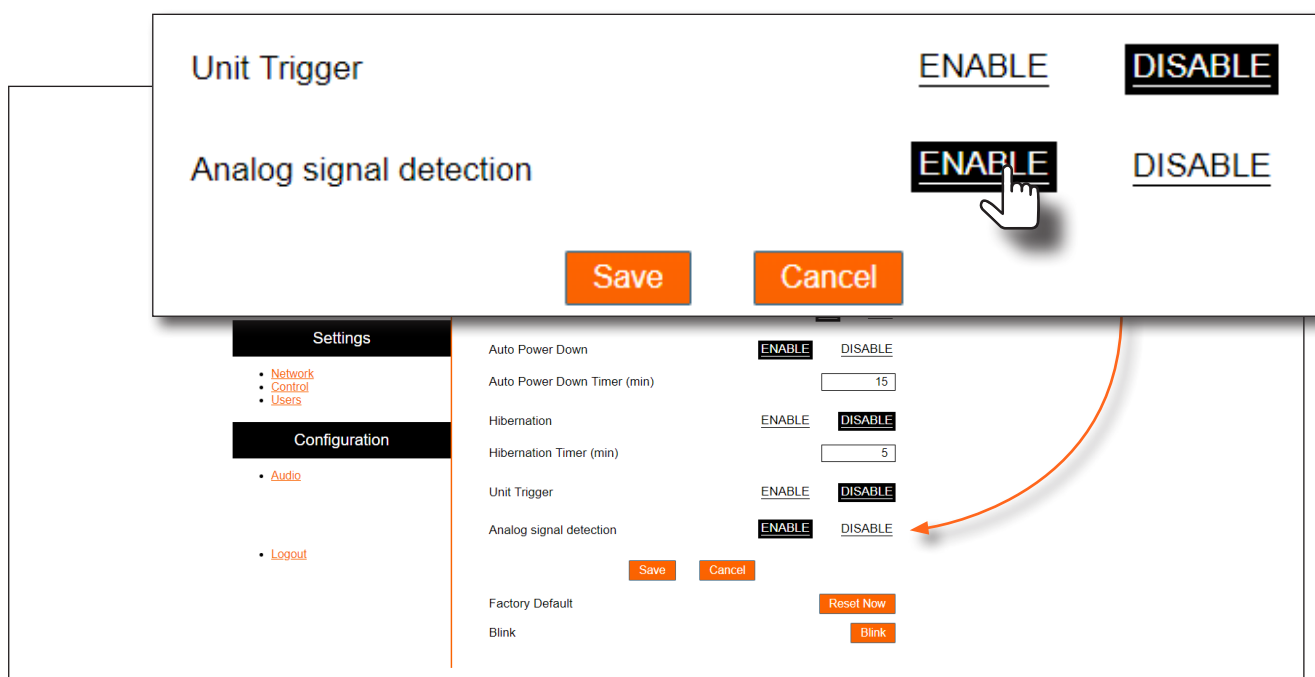 Unit Trigger ENABLE DISABLE
Analog signal detection ENABLE DISABLE
Save Cancel
Settings
Network
Control
Users
Configuration
Audio
Logout
Auto Power Down ENABLE DISABLE
Auto Power Down Timer (min) 15
Hibernation ENABLE DISABLE
Hibernation Timer (min) 5
Unit Trigger ENABLE DISABLE
Analog signal detection ENABLE DISABLE
Save Cancel
Factory Default Reset Now
Blink Blink